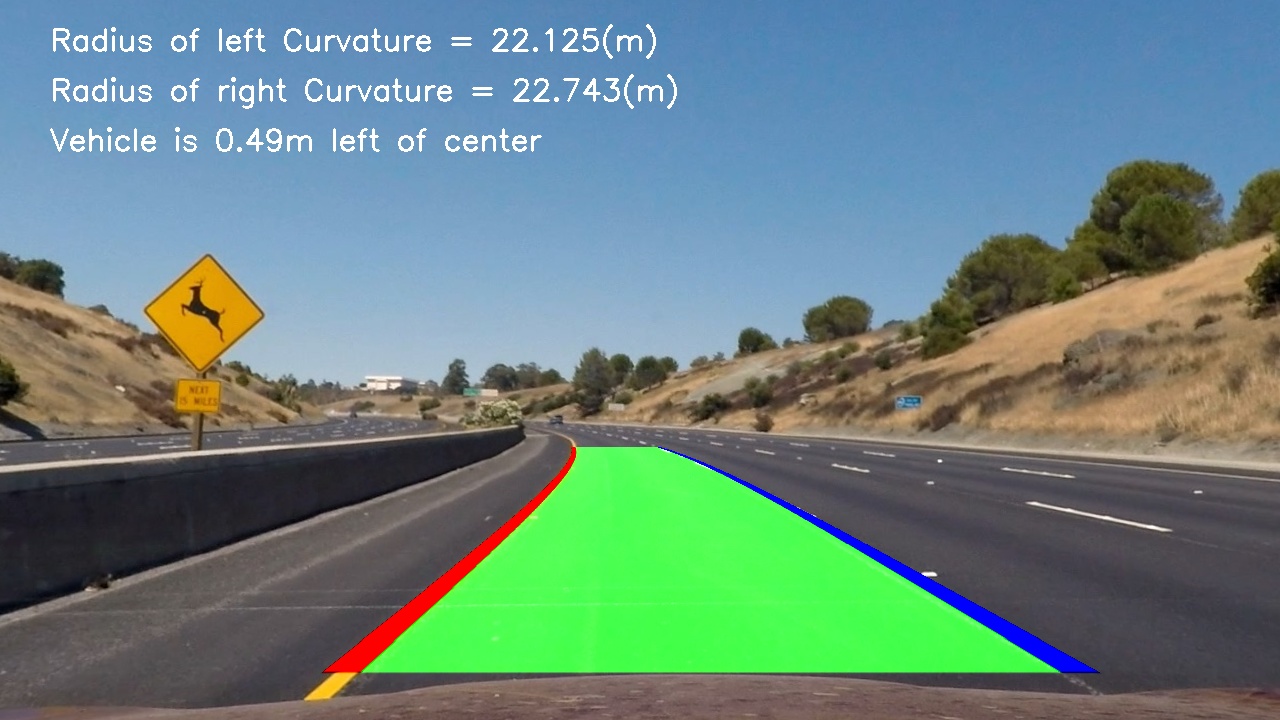 Radius of left Curvature = 22.125(m)
Radius of right Curvature = 22.743(m)
Vehicle is 0.49m left of center
NEXT
15 MILES